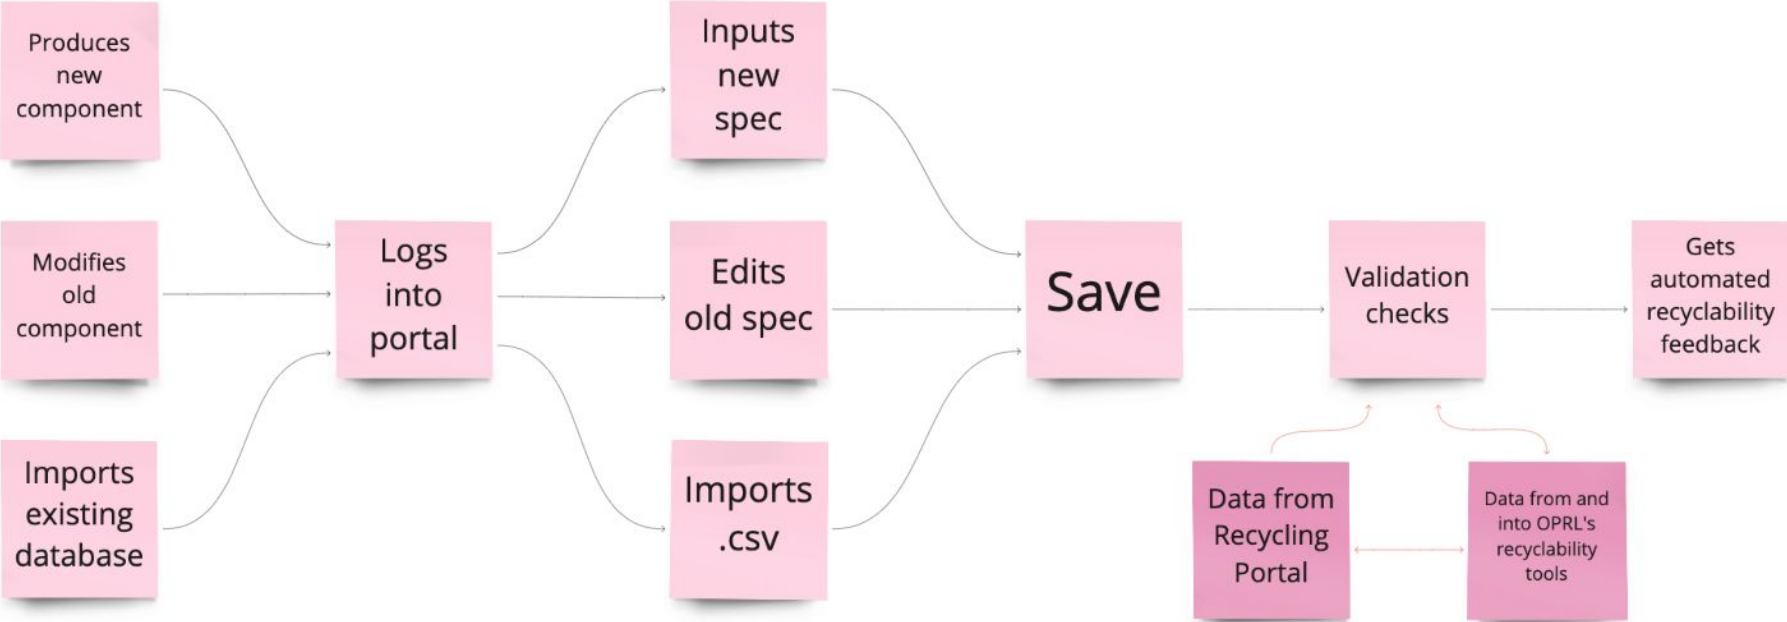 Produces
new
component
Modifies
old
component
Imports
existing
database
Logs
into
portal
Inputs
new
spec
Edits
old spec
Imports
.csv
Save
Validation
checks
Gets
automated
recyclability
feedback
Data from
Recycling
Portal
Data from and
into OPRL's
recyclability
tools